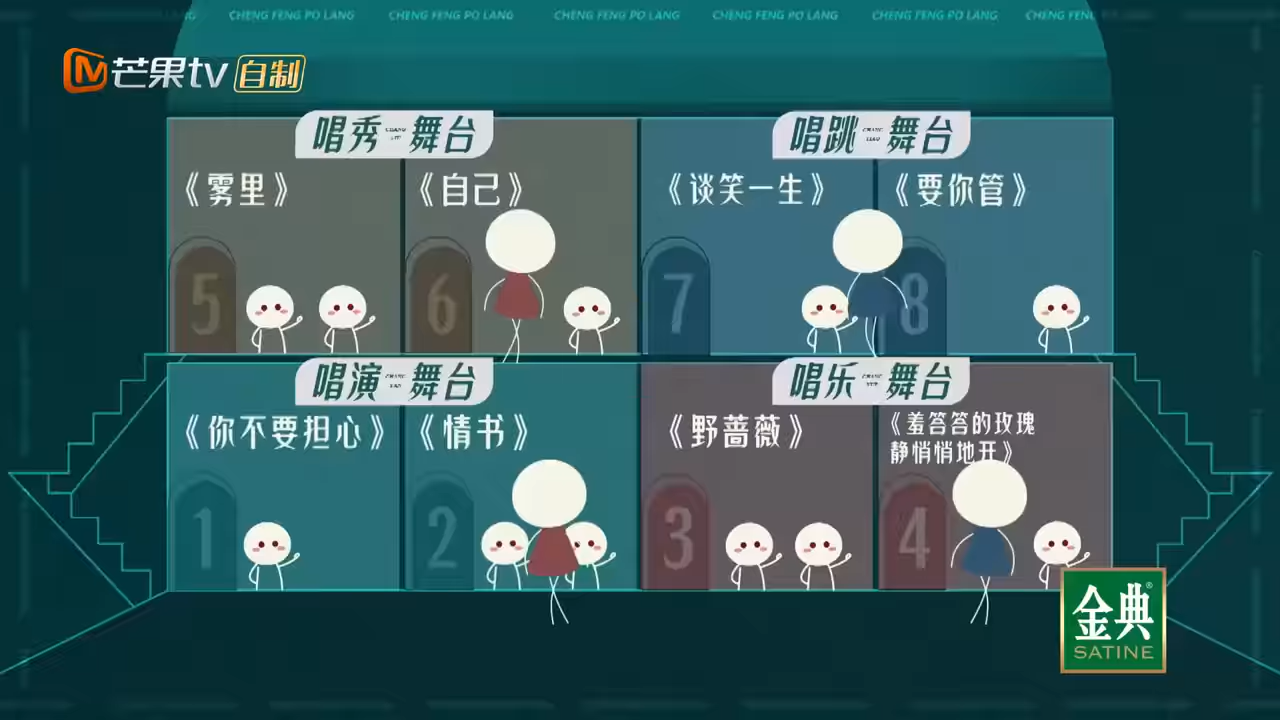 CHENG FENG PO LANG CHENG FENG PO LANG CHENG FENG PO LANG CHENG FENG PO LANG CHENG FENG PO LANG
芒果tv 自制
唱秀 舞台
唱跳 舞台
《雾里》
《自己》
《谈笑一生》
《要你管》
5
6
7
8
唱演 舞台
唱乐 舞台
《你不要担心》
《情书》
《野蔷薇》
《羞答答的玫瑰
静悄悄地开》
1
2
3
4
金典®
SATINE